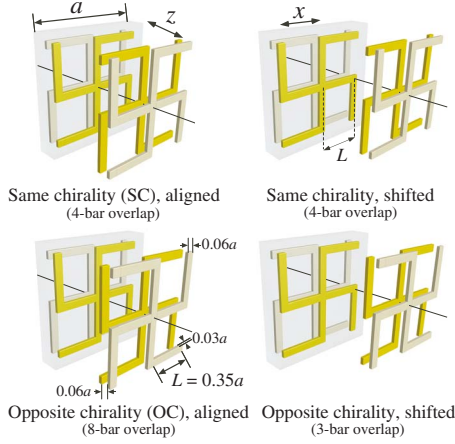 a
z
x
L
Same chirality (SC), aligned
(4-bar overlap)
Same chirality, shifted
(4-bar overlap)
0.06a
0.03a
L = 0.35a
0.06a
Opposite chirality (OC), aligned
(8-bar overlap)
Opposite chirality, shifted
(3-bar overlap)